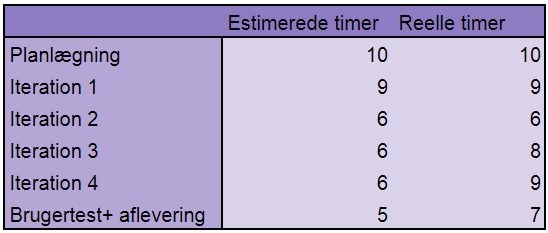 Estimerede timer Reelle timer
Planlægning 10 10
Iteration 1 9 9
Iteration 2 6 6
Iteration 3 6 8
Iteration 4 6 9
Brugertest+ aflevering 5 7